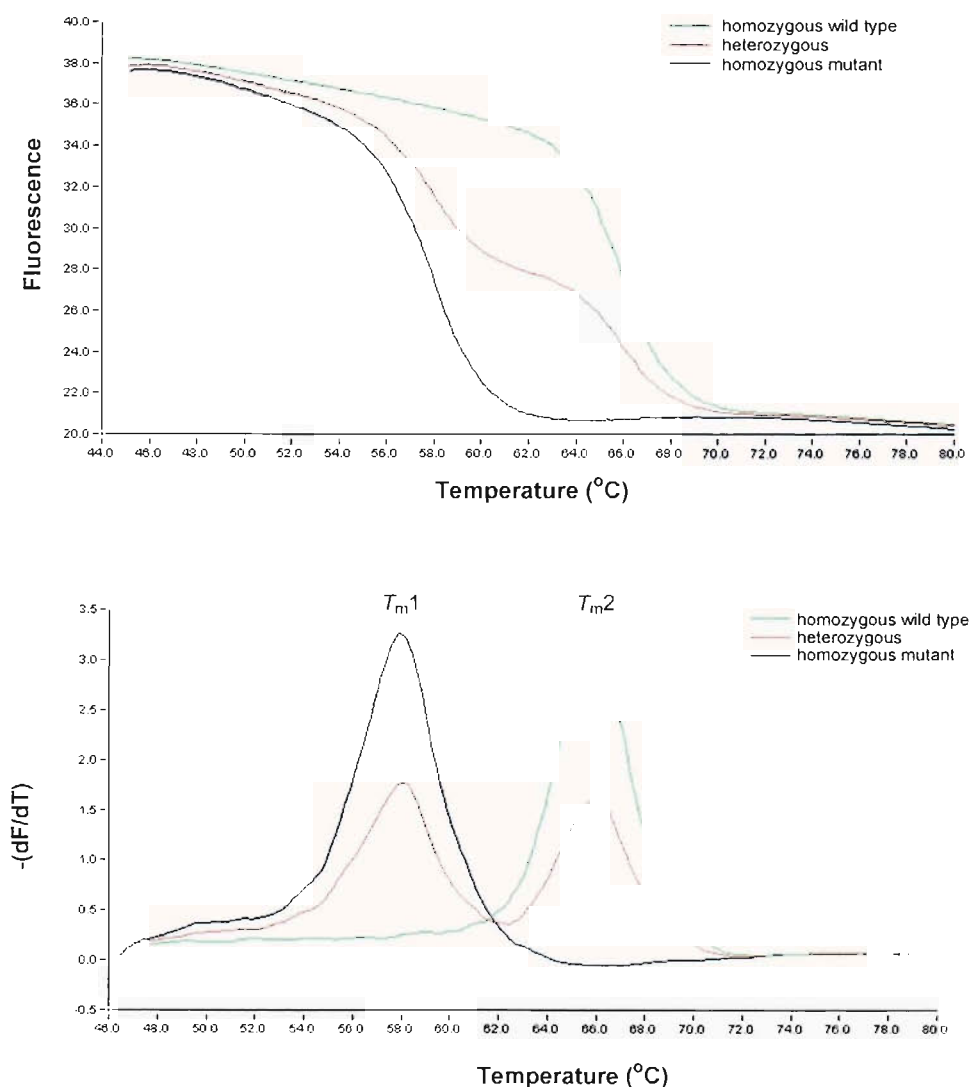 40.0
38.0
36.0
34.0
32.0
30.0
28.0
26.0
24.0
22.0
20.0
Fluorescence
homozygous wild type
heterozygous
homozygous mutant
44.0 46.0 48.0 50.0 52.0 54.0 56.0 58.0 60.0 62.0 64.0 66.0 68.0 70.0 72.0 74.0 76.0 78.0 80.0
Temperature (°C)
Tm1 Tm2
3.5
3.0
2.5
2.0
1.5
1.0
0.5
0.0
-0.5
-(dF/dT)
homozygous wild type
heterozygous
homozygous mutant
46.0 48.0 50.0 52.0 54.0 56.0 58.0 60.0 62.0 64.0 66.0 68.0 70.0 72.0 74.0 76.0 78.0 80.0
Temperature (°C)